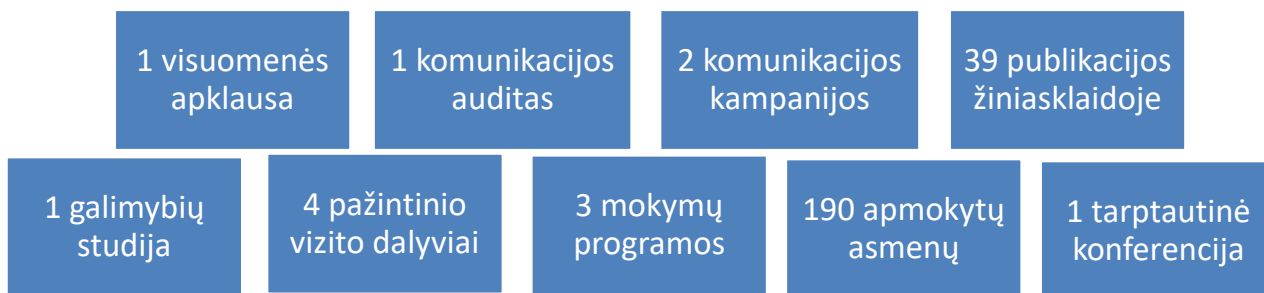 1 visuomenės
apklausa
1 komunikacijos
auditas
2 komunikacijos
kampanijos
39 publikacijos
žiniasklaidoje
1 galimybių
studija
4 pažintinio
vizito dalyviai
3 mokymų
programos
190 apmokytų
asmenų
1 tarptautinė
konferencija